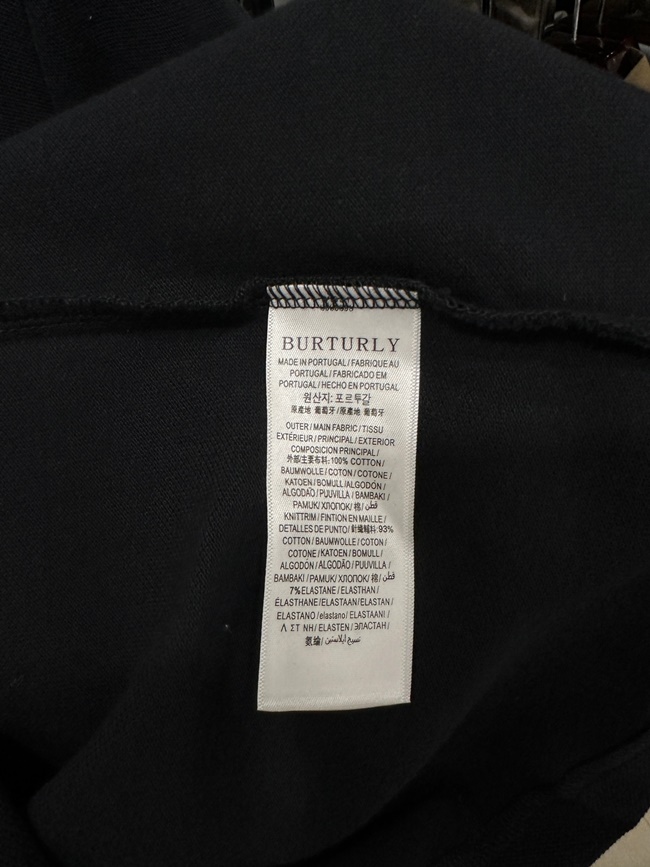 BURTURLY
MADE IN PORTUGAL / FABRIQUE AU
PORTUGAL / FABRICADO EM
PORTUGAL / HECHO EN PORTUGAL
원산지: 포르투갈
原產地 葡萄牙 / 原產地 葡萄牙
OUTER / MAIN FABRIC / TISSU
EXTÉRIEUR / PRINCIPAL / EXTERIOR
COMPOSICION PRINCIPAL /
外部/主要布料:100% COTTON /
BAUMWOLLE / COTON / COTONE /
KATOEN / BOMULL/ALGODÓN /
ALGODÃO / PUUVILLA / BAMBAKI /
PAMUK/ ХЛОПОК/ 棉/ قطن
KNITTRIM / FINTION EN MAILLE /
DETALLES DE PUNTO/ 針織輔料:93%
COTTON / BAUMWOLLE / COTON /
COTONE / KATOEN / BOMULL /
ALGODÓN / ALGODÃO / PUUVILLA /
BAMBAKI / PAMUK/ ХЛОПОК/ 棉/ قطن
7% ELASTANE / ELASTHAN /
ÉLASTHANE/ELASTAAN/ELASTAN/
ELASTANO / elastano/ ELASTAANI /
Λ ΣΤ ΝΗ / ELASTEN / ЭЛАСТАН /
氨綸/ نسيج ايلاستين